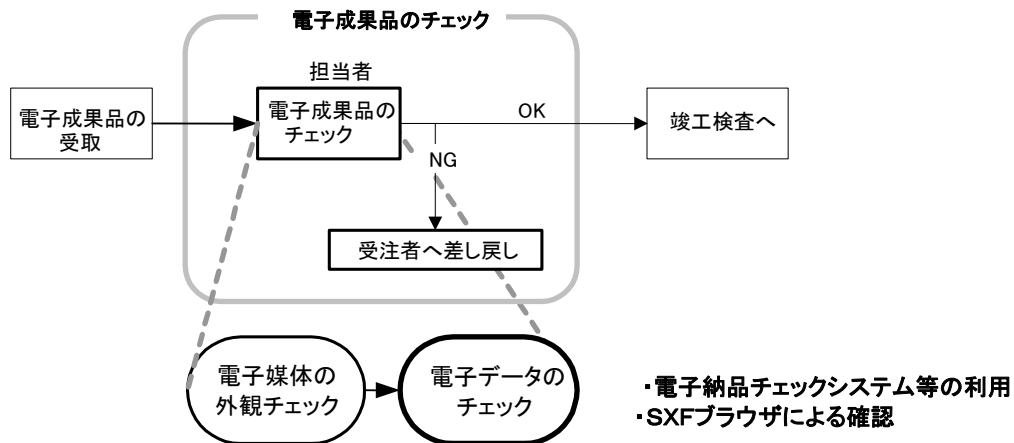 電子成果品のチェック
担当者
電子成果品の
受取
電子成果品の
チェック
OK
竣工検査へ
NG
受注者へ差し戻し
電子媒体の
外観チェック
電子データの
チェック
・電子納品チェックシステム等の利用
・SXFブラウザによる確認